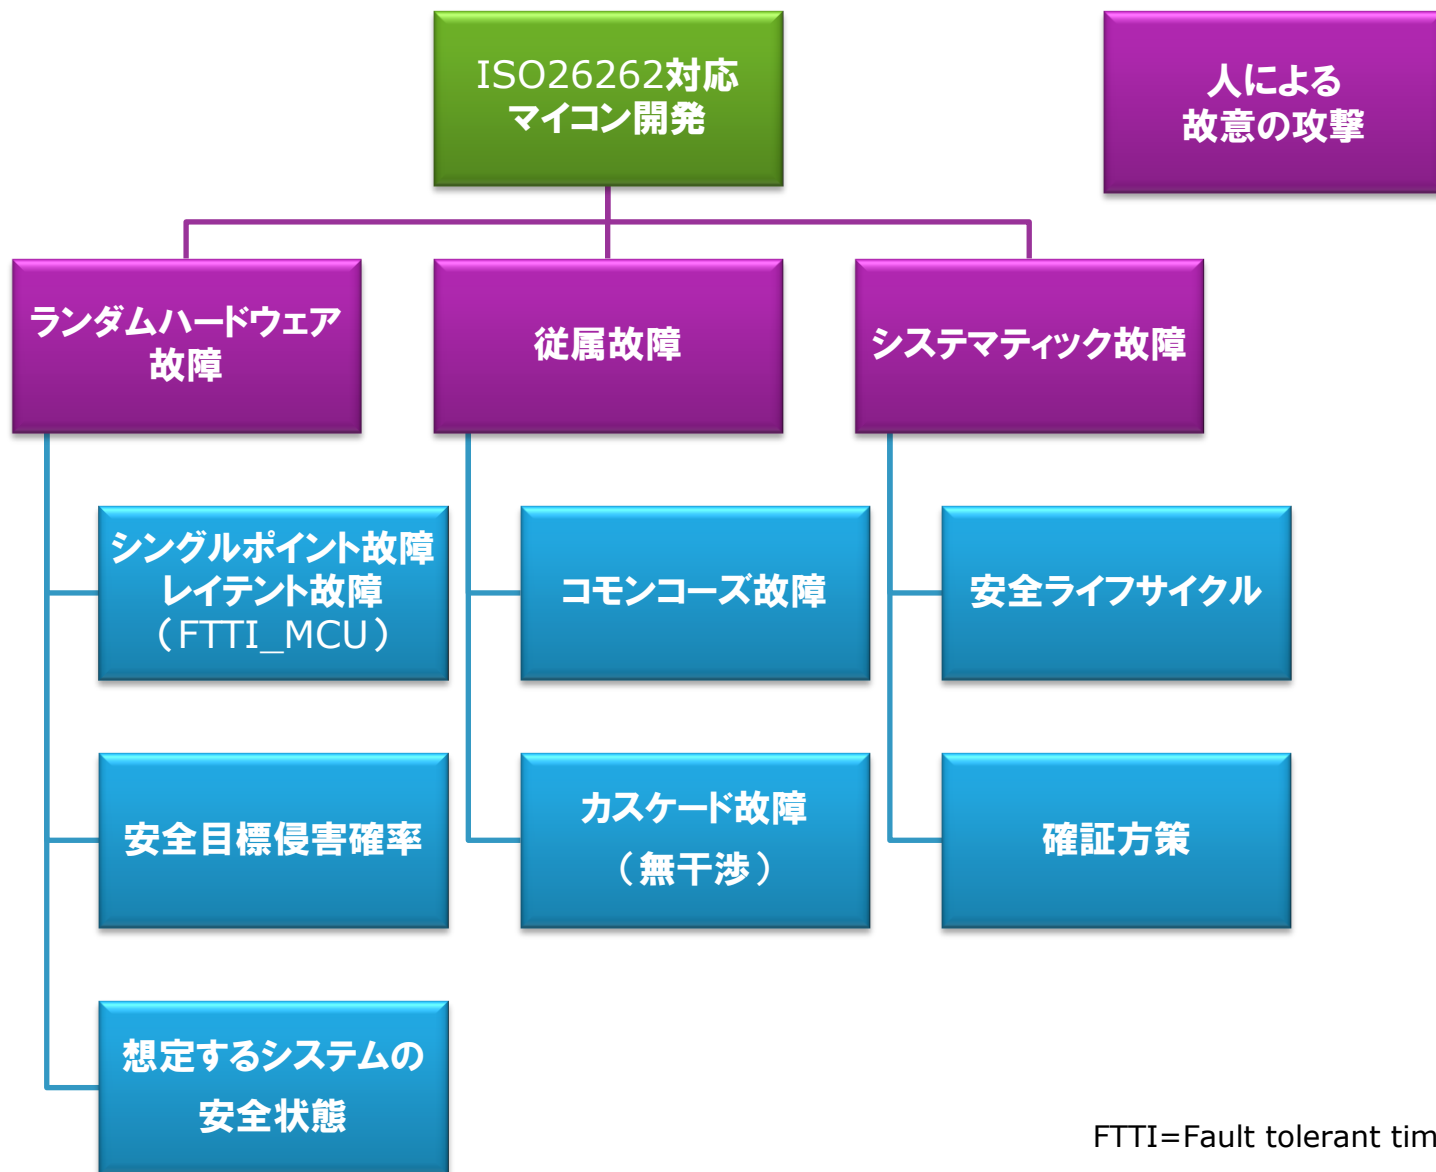 ISO26262対応
マイコン開発
人による
故意の攻撃
ランダムハードウェア
故障
従属故障
システマティック故障
シングルポイント故障
レイテント故障
（FTTI_MCU）
コモンコーズ故障
安全ライフサイクル
安全目標侵害確率
カスケード故障
（無干渉）
確証方策
想定するシステムの
安全状態
FTTI=Fault tolerant tim